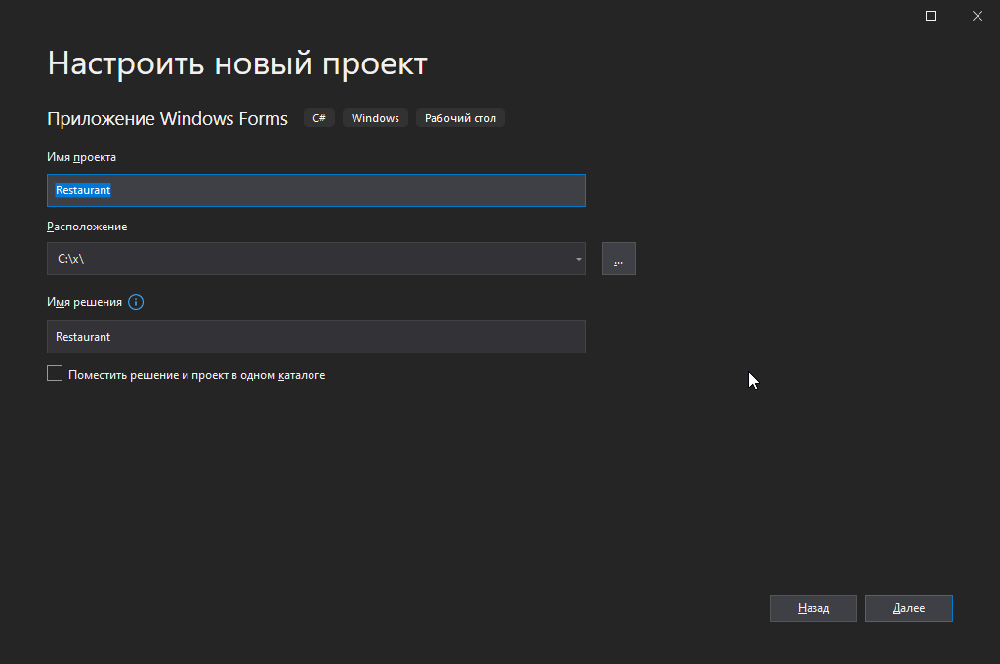 Настроить новый проект
Приложение Windows Forms C# Windows Рабочий стол
Имя проекта
Restaurant
Расположение
C:\x\
...
Имя решения
Restaurant
Поместить решение и проект в одном каталоге
Назад Далее